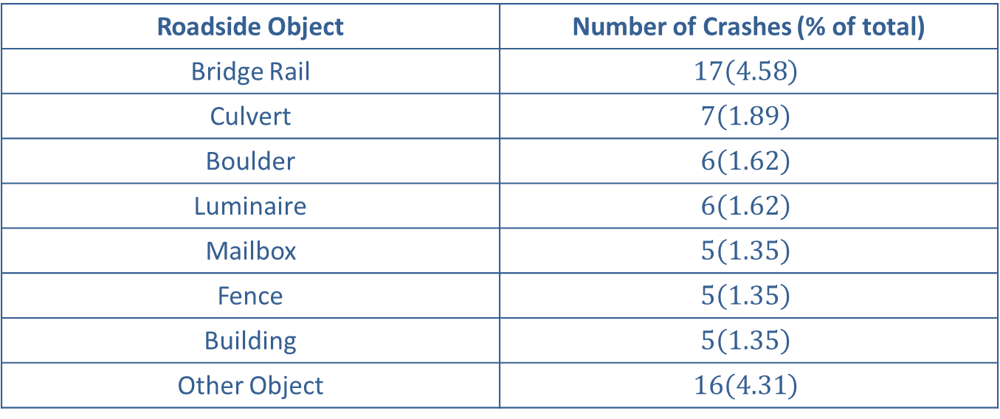 Roadside Object Number of Crashes (% of total)
Bridge Rail 17(4.58)
Culvert 7(1.89)
Boulder 6(1.62)
Luminaire 6(1.62)
Mailbox 5(1.35)
Fence 5(1.35)
Building 5(1.35)
Other Object 16(4.31)